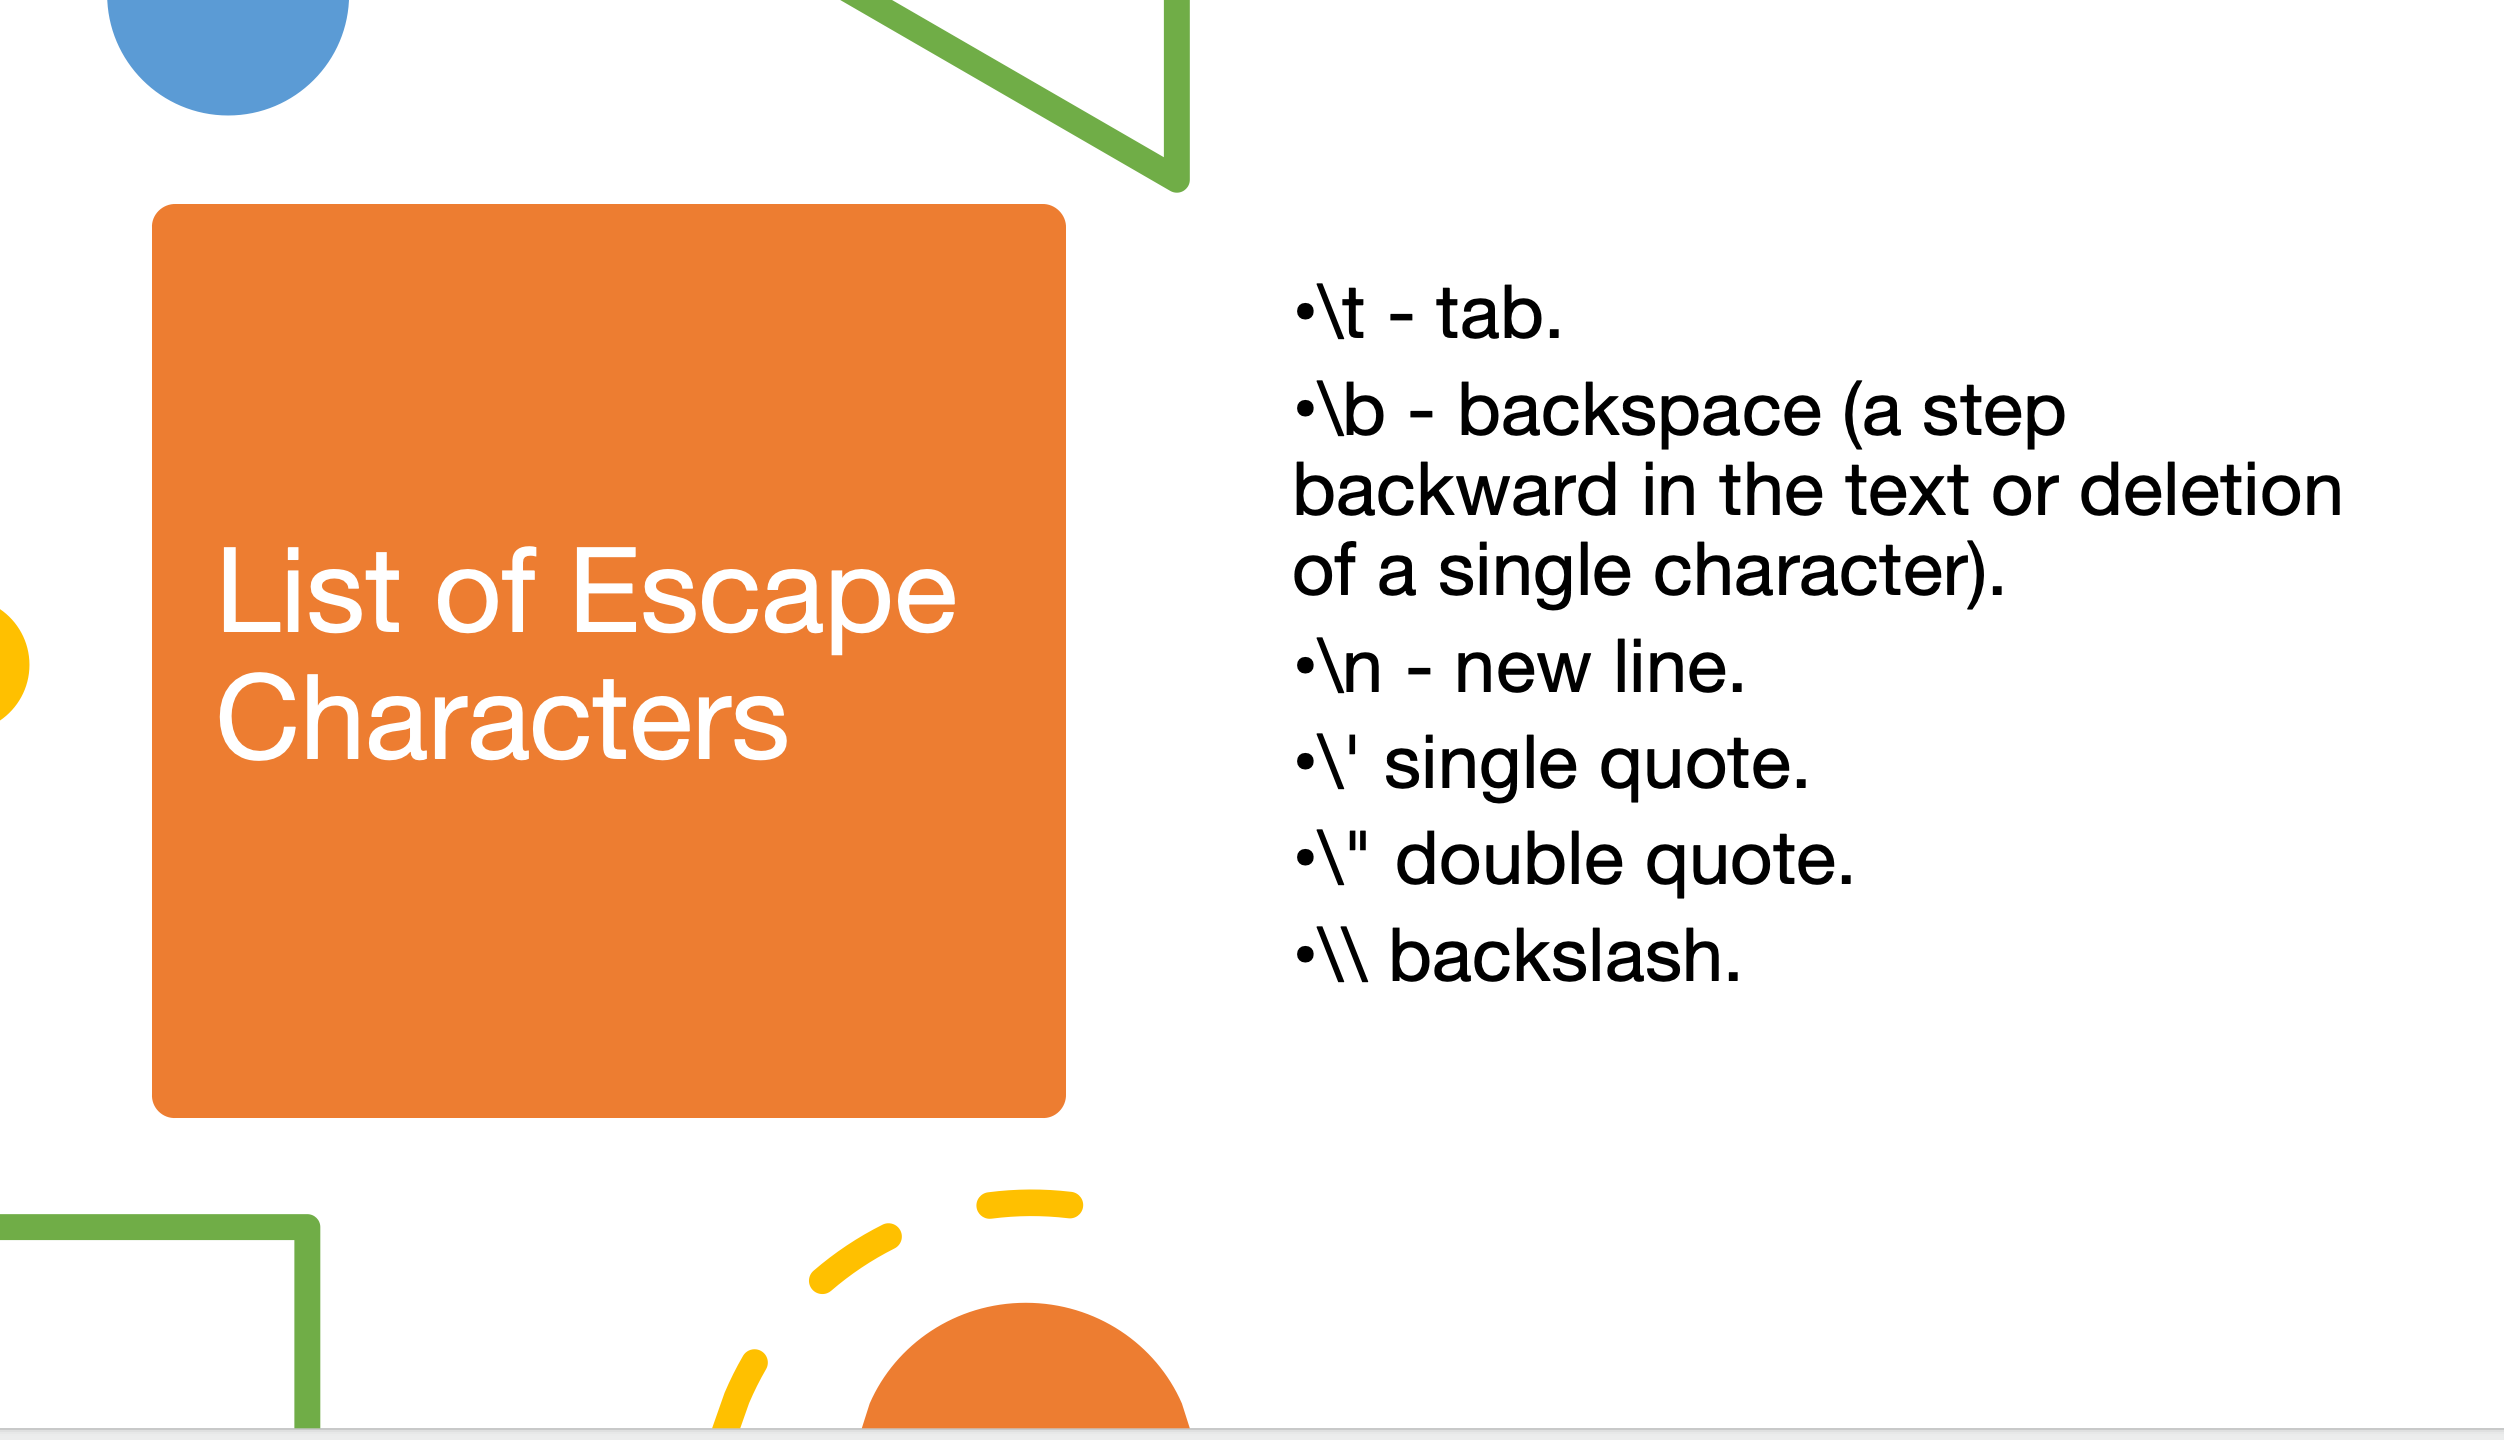 List of Escape
Characters
•\t – tab.
•\b – backspace (a step
backward in the text or deletion
of a single character).
•\n – new line.
•\' single quote.
•\" double quote.
•\\ backslash.